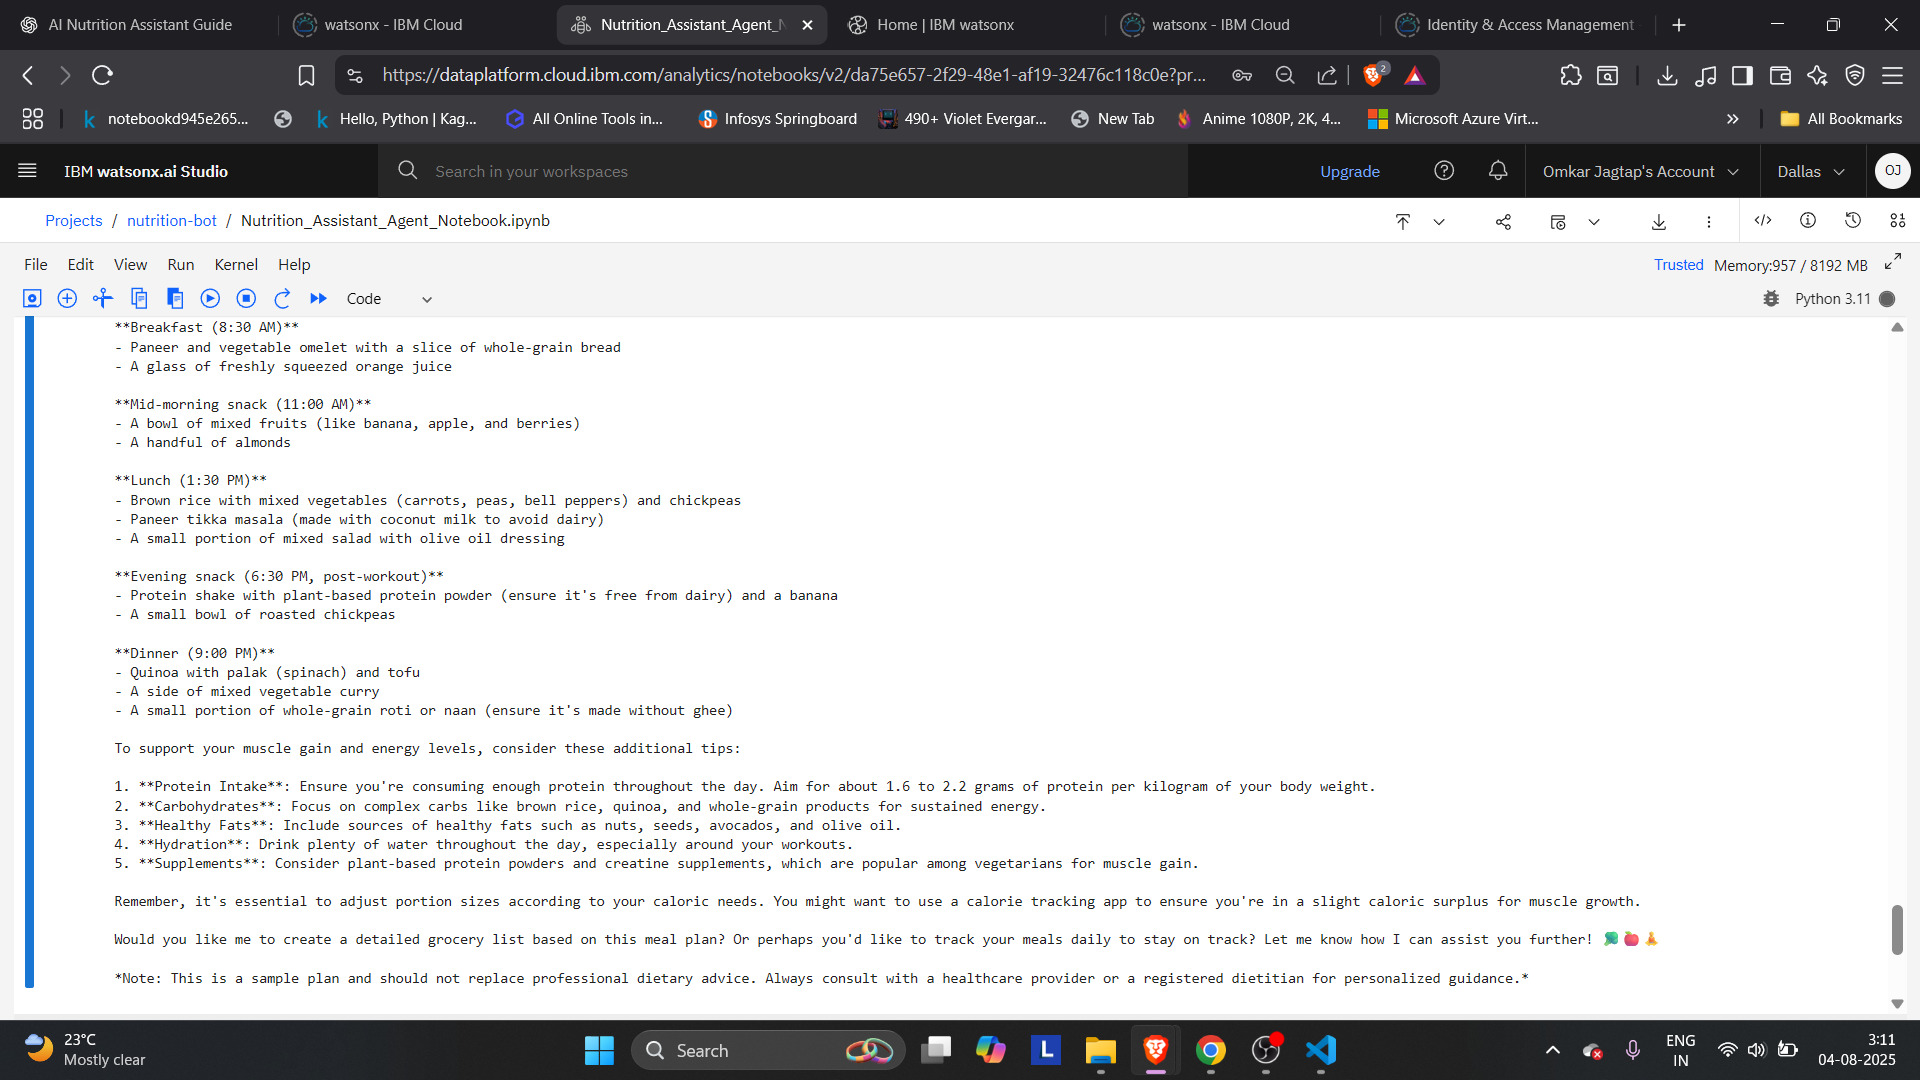 AI Nutrition Assistant Guide
watsonx - IBM Cloud
Nutrition_Assistant_Agent_N
Home | IBM watsonx
watsonx - IBM Cloud
Identity & Access Management
https://dataplatform.cloud.ibm.com/analytics/notebooks/v2/da75e657-2f29-48e1-af19-32476c118c0e?pr...
2
notebookd945e265...
Hello, Python | Kag...
All Online Tools in...
Infosys Springboard
490+ Violet Evergar...
New Tab
Anime 1080P, 2K, 4...
Microsoft Azure Virt...
All Bookmarks
IBM watsonx.ai Studio
Search in your workspaces
Upgrade
Omkar Jagtap's Account
Dallas
OJ
Projects / nutrition-bot / Nutrition_Assistant_Agent_Notebook.ipynb
File Edit View Run Kernel Help
Trusted Memory:957 / 8192 MB
Code
Python 3.11
**Breakfast (8:30 AM)**
- Paneer and vegetable omelet with a slice of whole-grain bread
- A glass of freshly squeezed orange juice
**Mid-morning snack (11:00 AM)**
- A bowl of mixed fruits (like banana, apple, and berries)
- A handful of almonds
**Lunch (1:30 PM)**
- Brown rice with mixed vegetables (carrots, peas, bell peppers) and chickpeas
- Paneer tikka masala (made with coconut milk to avoid dairy)
- A small portion of mixed salad with olive oil dressing
**Evening snack (6:30 PM, post-workout)**
- Protein shake with plant-based protein powder (ensure it's free from dairy) and a banana
- A small bowl of roasted chickpeas
**Dinner (9:00 PM)**
- Quinoa with palak (spinach) and tofu
- A side of mixed vegetable curry
- A small portion of whole-grain roti or naan (ensure it's made without ghee)
To support your muscle gain and energy levels, consider these additional tips:
1. **Protein Intake**: Ensure you're consuming enough protein throughout the day. Aim for about 1.6 to 2.2 grams of protein per kilogram of your body weight.
2. **Carbohydrates**: Focus on complex carbs like brown rice, quinoa, and whole-grain products for sustained energy.
3. **Healthy Fats**: Include sources of healthy fats such as nuts, seeds, avocados, and olive oil.
4. **Hydration**: Drink plenty of water throughout the day, especially around your workouts.
5. **Supplements**: Consider plant-based protein powders and creatine supplements, which are popular among vegetarians for muscle gain.
Remember, it's essential to adjust portion sizes according to your caloric needs. You might want to use a calorie tracking app to ensure you're in a slight caloric surplus for muscle growth.
Would you like me to create a detailed grocery list based on this meal plan? Or perhaps you'd like to track your meals daily to stay on track? Let me know how I can assist you further!
*Note: This is a sample plan and should not replace professional dietary advice. Always consult with a healthcare provider or a registered dietitian for personalized guidance.*
23°C
Mostly clear
Search
L
ENG
IN
3:11
04-08-2025